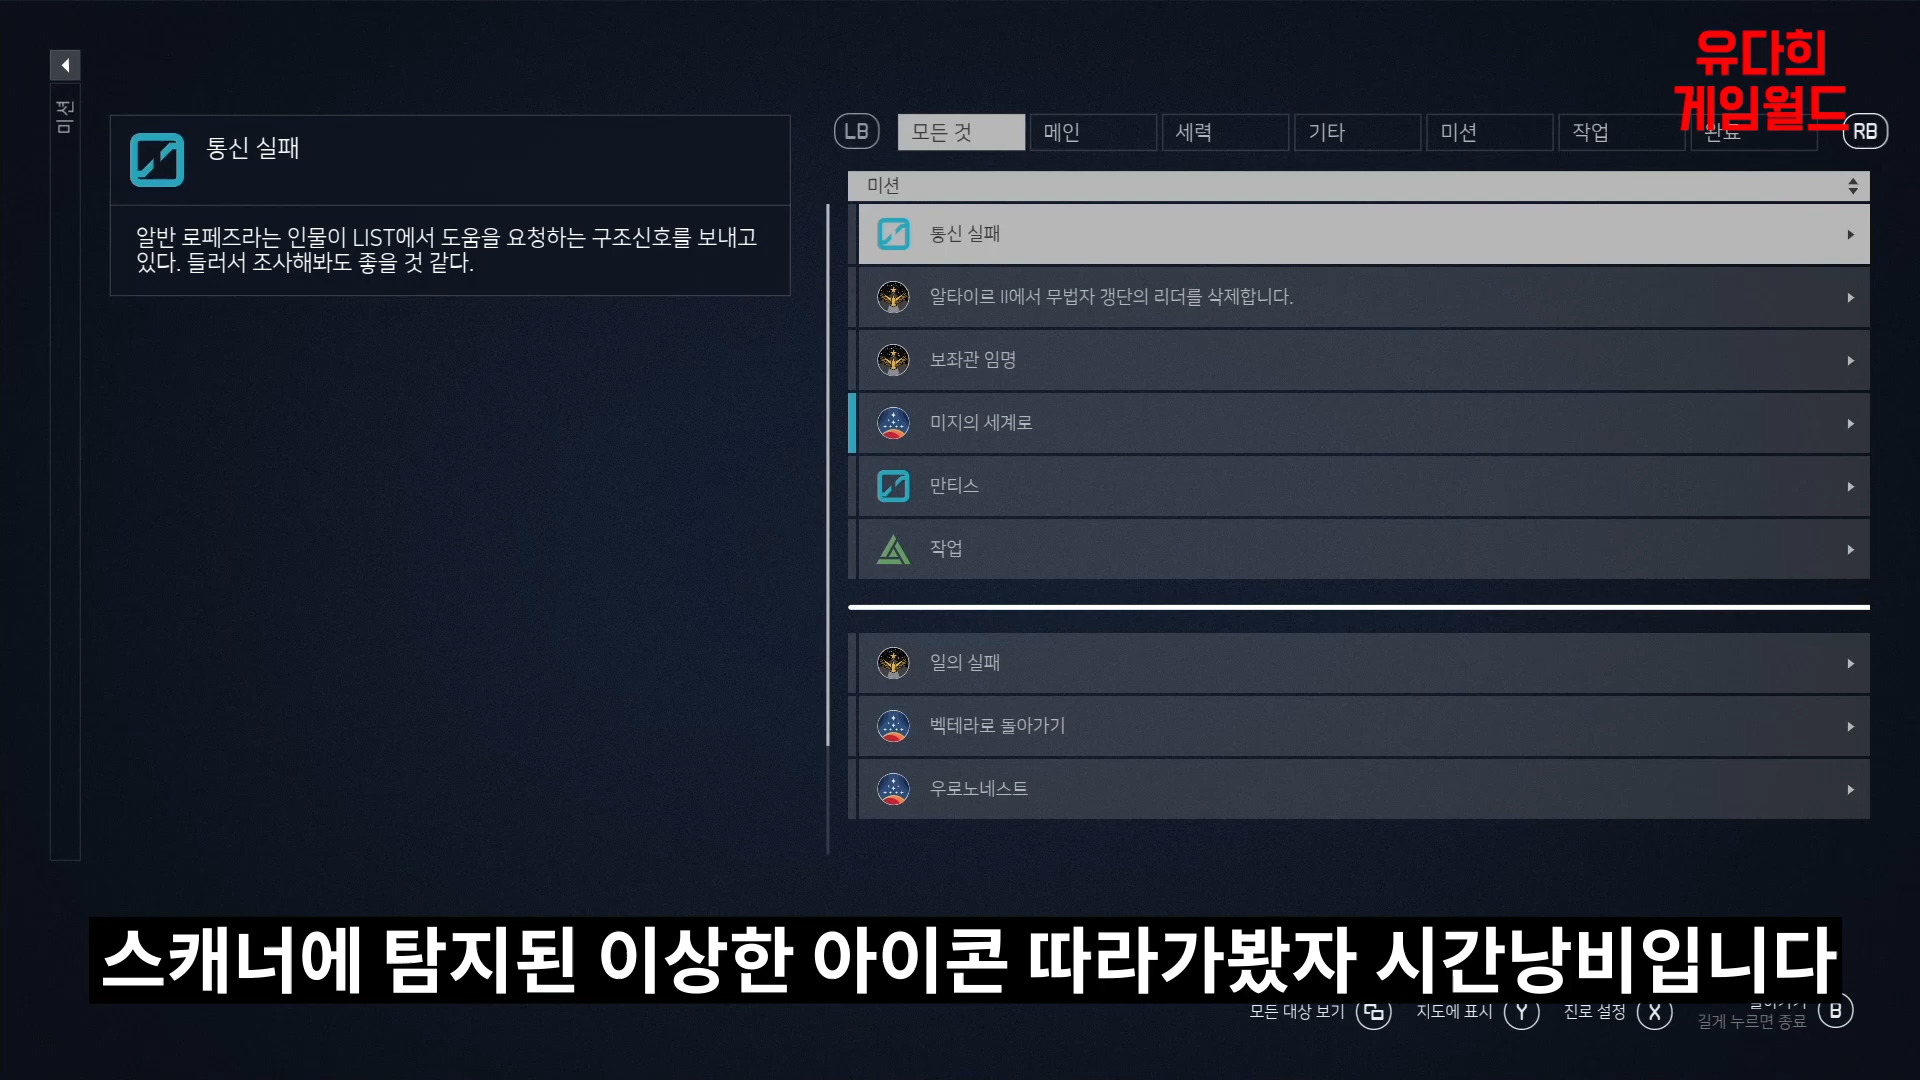 유다희
게임월드
미션
통신 실패
알반 로페즈라는 인물이 LIST에서 도움을 요청하는 구조신호를 보내고
있다. 들러서 조사해봐도 좋을 것 같다.
LB 모든 것 메인 세력 기타 미션 작업 완료 RB
미션
통신 실패
알타이르 II에서 무법자 갱단의 리더를 삭제합니다.
보좌관 임명
미지의 세계로
만티스
작업
일의 실패
벡테라로 돌아가기
우로노네스트
스캐너에 탐지된 이상한 아이콘 따라가봤자 시간낭비입니다
모든 대상 보기 지도에 표시 Y 진로 설정 X 돌아가기 B
길게 누르면 종료